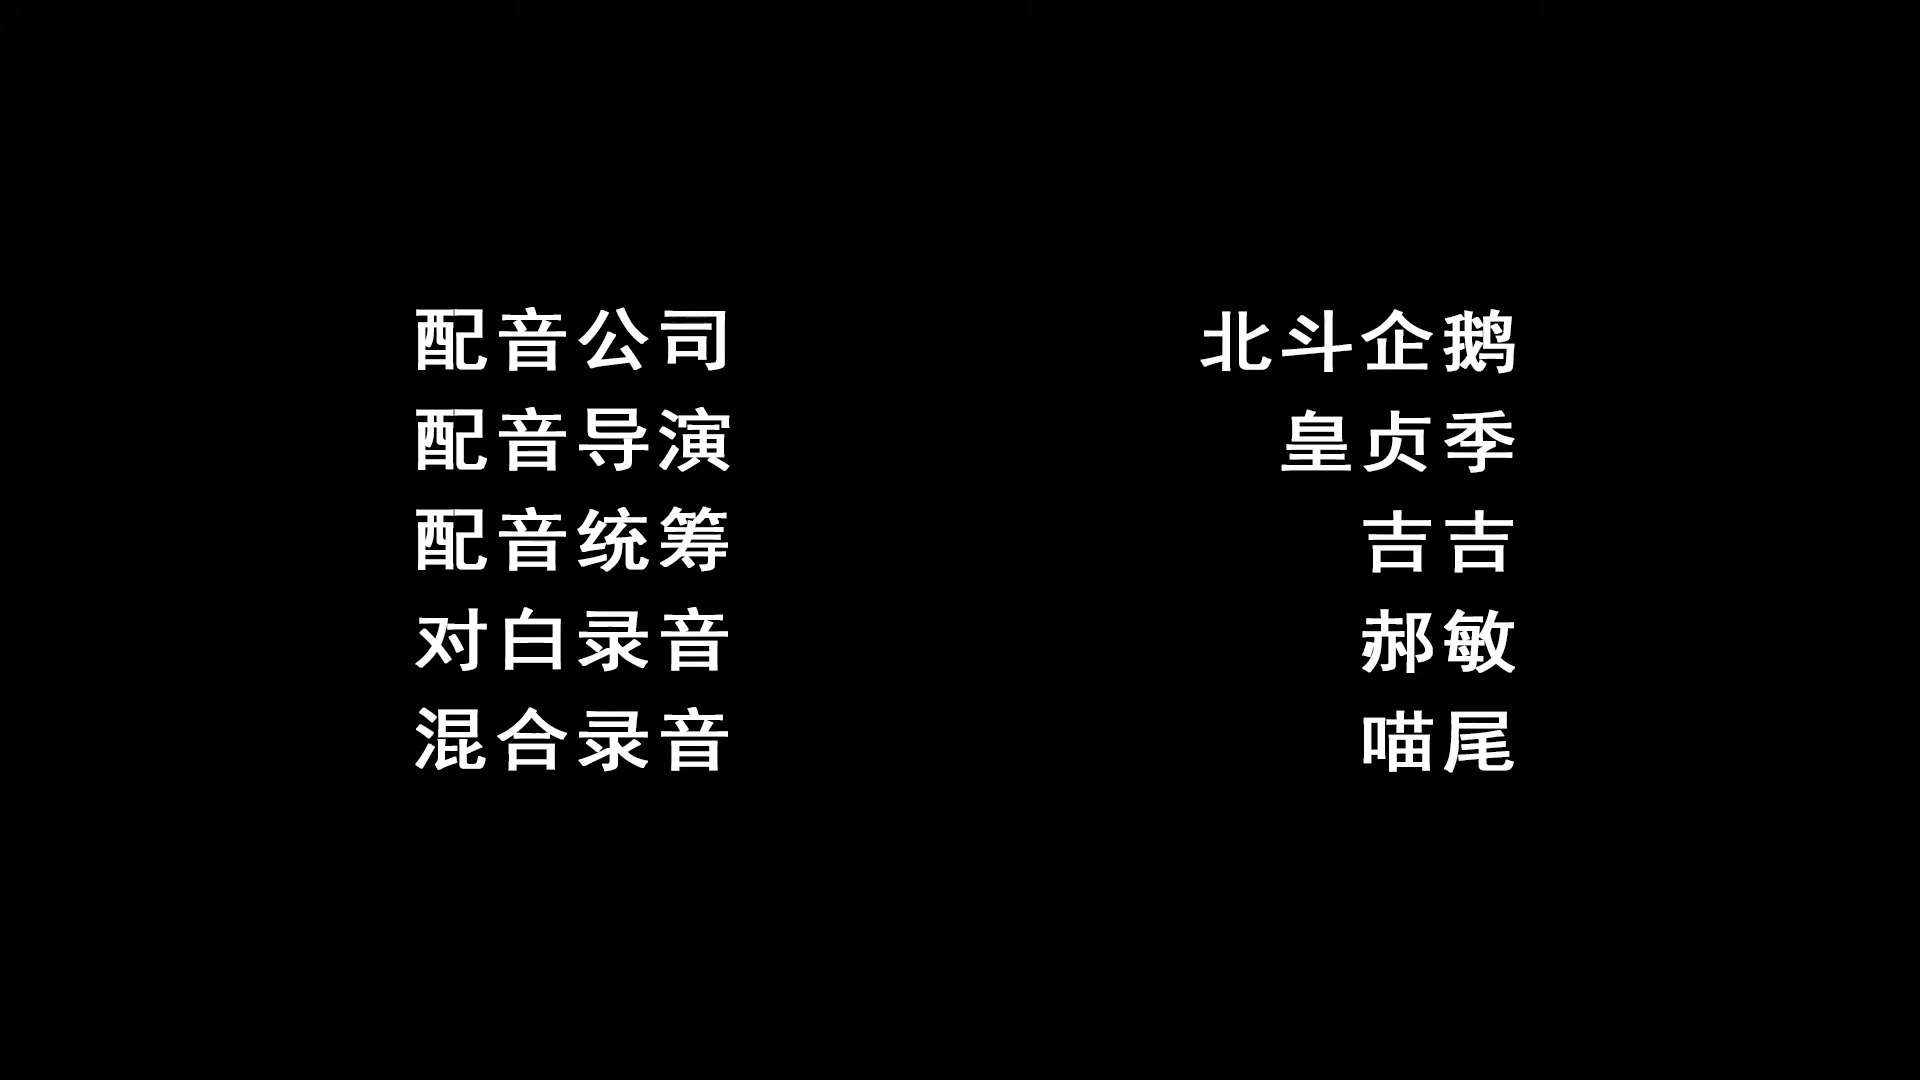 配音公司 北斗企鹅
配音导演 皇贞季
配音统筹 吉吉
对白录音 郝敏
混合录音 喵尾